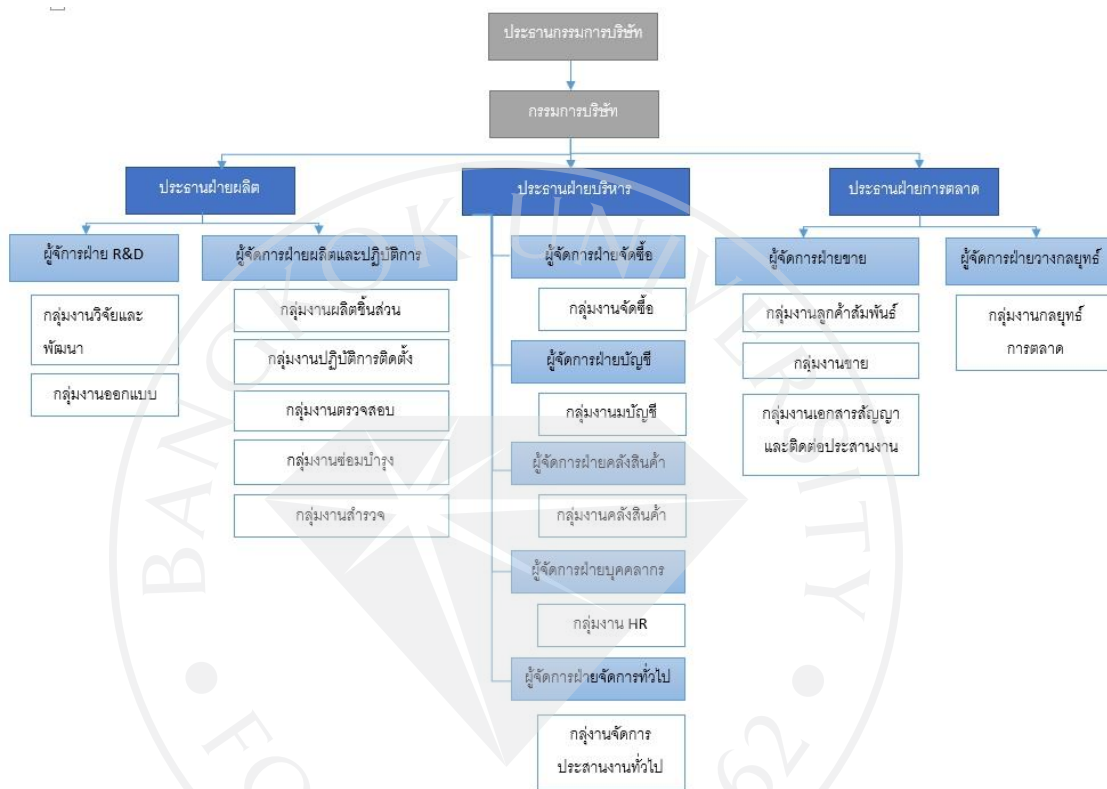 ประธานกรรมการบริษัท
กรรมการบริษัท
ประธานฝ่ายผลิต
ประธานฝ่ายบริหาร
ประธานฝ่ายการตลาด
ผู้จัการฝ่าย R&D
กลุ่มงานวิจัยและ
พัฒนา
กลุ่มงานออกแบบ
ผู้จัดการฝ่ายผลิตและปฏิบัติการ
กลุ่มงานผลิตชิ้นส่วน
กลุ่มงานปฏิบัติการติดตั้ง
กลุ่มงานตรวจสอบ
กลุ่มงานซ่อมบำรุง
กลุ่มงานสำรวจ
ผู้จัดการฝ่ายจัดซื้อ
กลุ่มงานจัดซื้อ
ผู้จัดการฝ่ายบัญชี
กลุ่มงานมบัญชี
ผู้จัดการฝ่ายคลังสินค้า
กลุ่มงานคลังสินค้า
ผู้จัดการฝ่ายบุคคลากร
กลุ่มงาน HR
ผู้จัดการฝ่ายจัดการทั่วไป
กลุ่งานจัดการ
ประสานงานทั่วไป
ผู้จัดการฝ่ายขาย
กลุ่มงานลูกค้าสัมพันธ์
กลุ่มงานขาย
กลุ่มงานเอกสารสัญญา
และติดต่อประสานงาน
ผู้จัดการฝ่ายวางกลยุทธ์
กลุ่มงานกลยุทธ์
การตลาด
BANGKOK UNIVERSITY